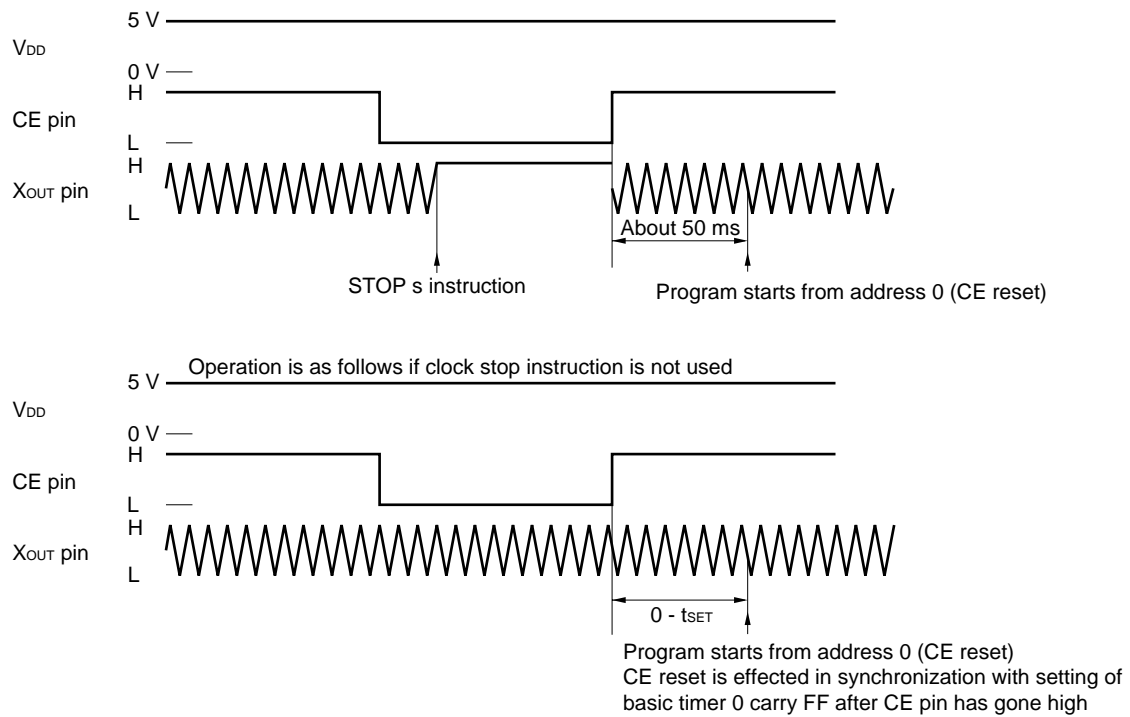 5 V
VDD
0 V
H
CE pin
L
H
XOUT pin
L
About 50 ms
STOP s instruction
Program starts from address 0 (CE reset)
Operation is as follows if clock stop instruction is not used
5 V
VDD
0 V
H
CE pin
L
H
XOUT pin
L
0 - tSET
Program starts from address 0 (CE reset)
CE reset is effected in synchronization with setting of
basic timer 0 carry FF after CE pin has gone high